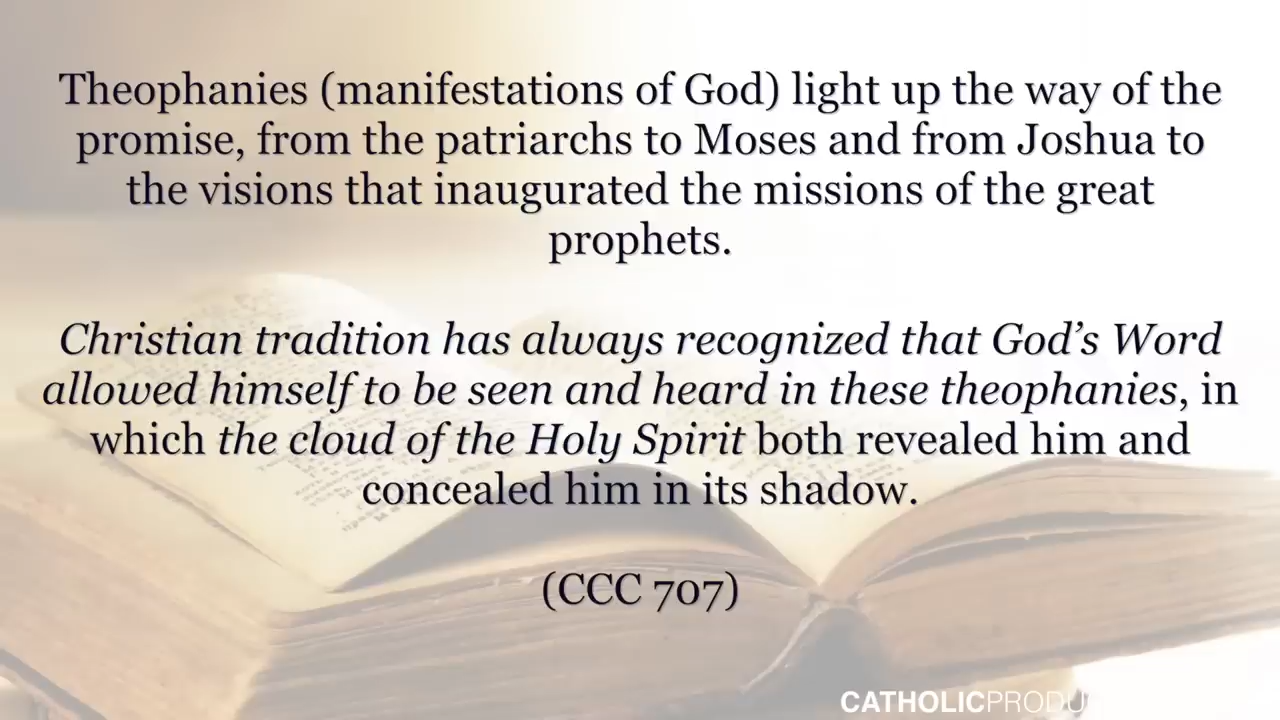 Theophanies (manifestations of God) light up the way of the
promise, from the patriarchs to Moses and from Joshua to
the visions that inaugurated the missions of the great
prophets.
Christian tradition has always recognized that God’s Word
allowed himself to be seen and heard in these theophanies, in
which the cloud of the Holy Spirit both revealed him and
concealed him in its shadow.
(CCC 707)
CATHOLICPRODU